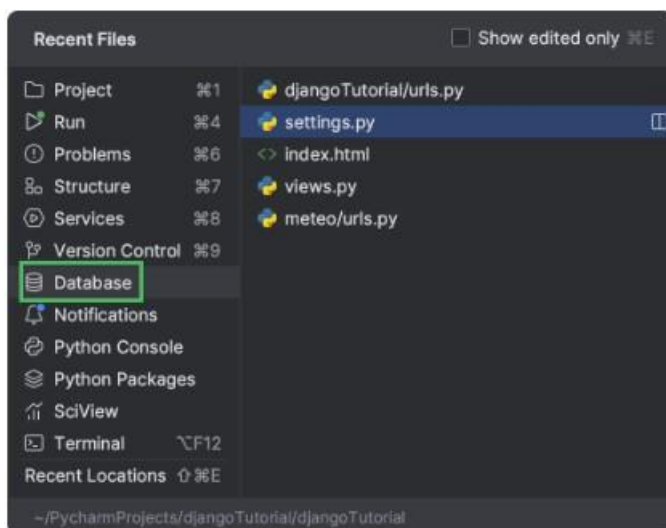 Recent Files
Show edited only ⌘E
Project ⌘1
Run ⌘4
Problems ⌘6
Structure ⌘7
Services ⌘8
Version Control ⌘9
Database
Notifications
Python Console
Python Packages
SciView
Terminal ⌥F12
Recent Locations ⇧⌘E
djangoTutorial/urls.py
settings.py
index.html
views.py
meteo/urls.py
~/PycharmProjects/djangoTutorial/djangoTutorial